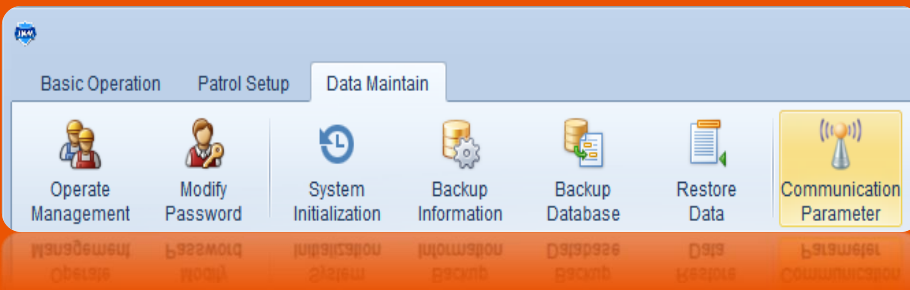 JKW
Basic Operation Patrol Setup Data Maintain
Operate Modify System Backup Backup Restore Communication
Management Password Initialization Information Database Data Parameter